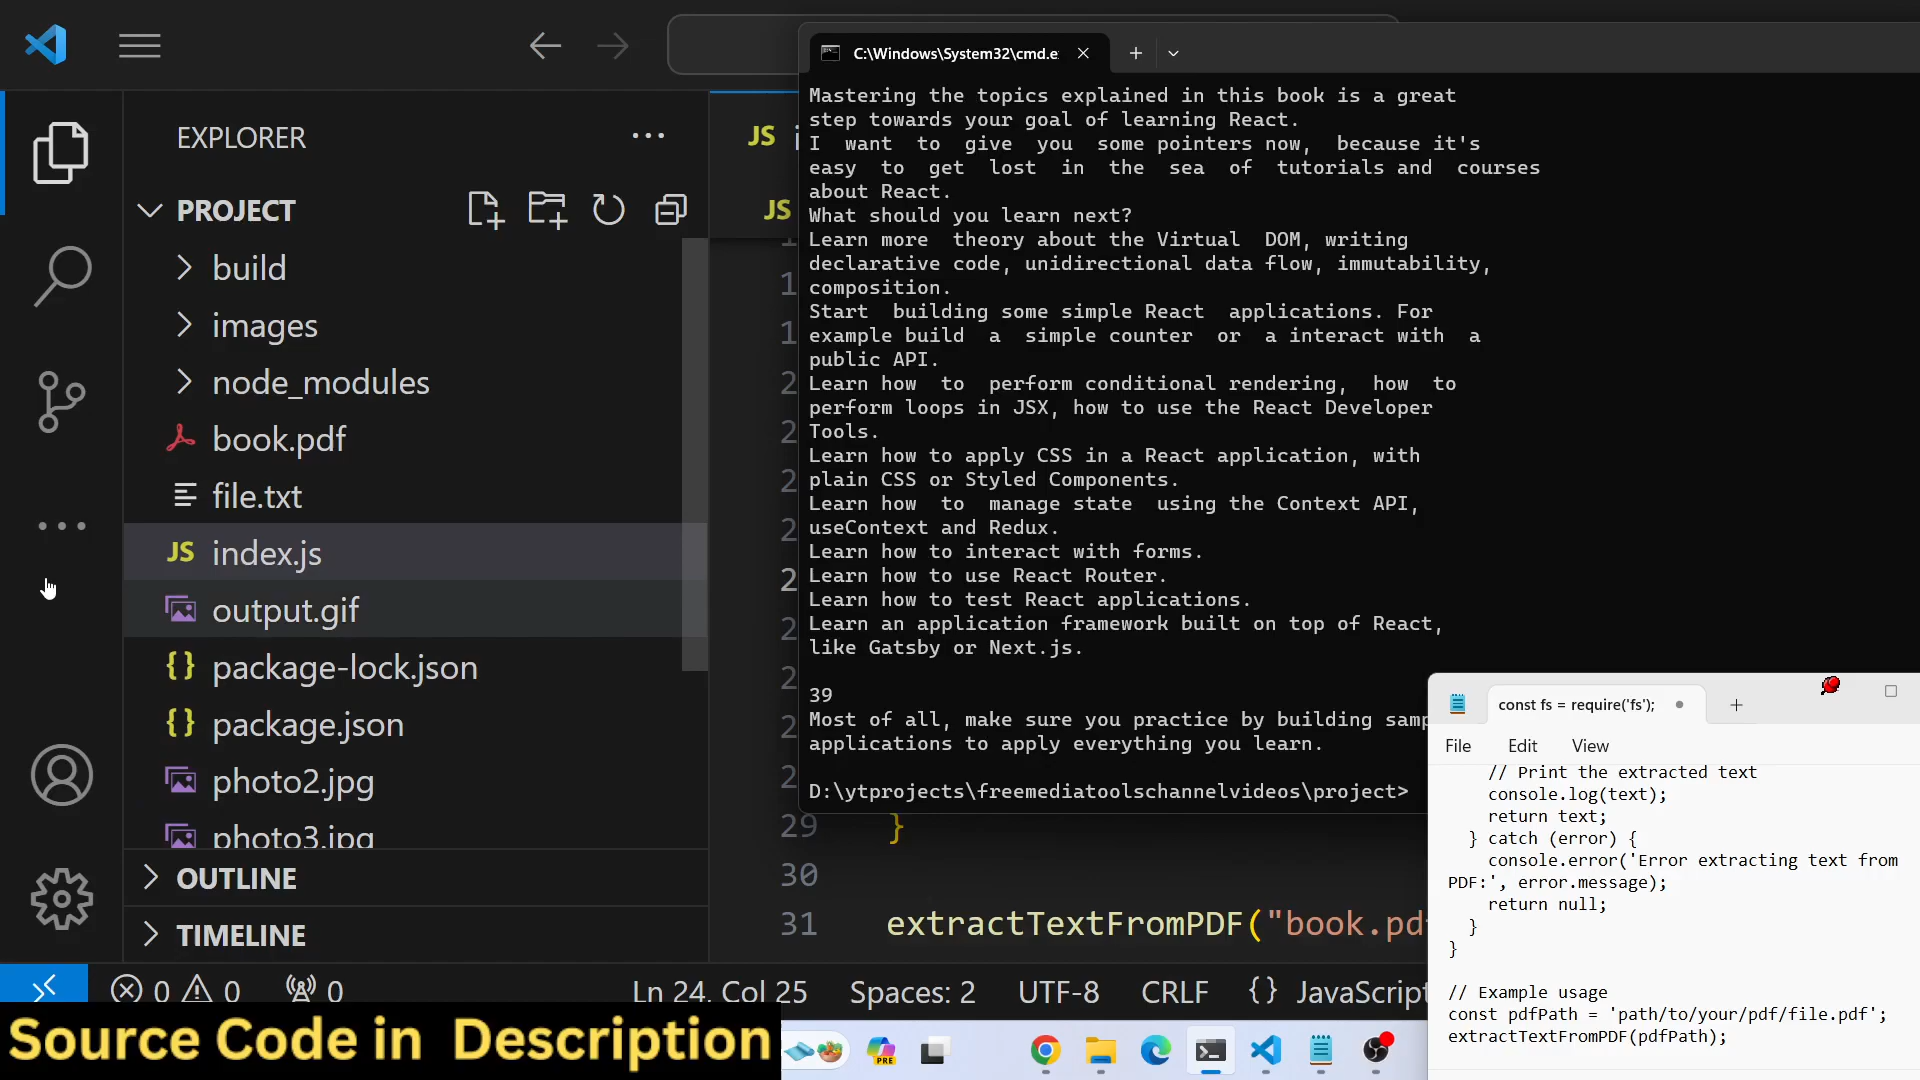 EXPLORER
PROJECT
build
images
node_modules
book.pdf
file.txt
JS index.js
output.gif
{} package-lock.json
{} package.json
photo2.jpg
photo3.jpg
OUTLINE
TIMELINE
JS
JS
C:\Windows\System32\cmd.e
Mastering the topics explained in this book is a great
step towards your goal of learning React.
I want to give you some pointers now, because it's
easy to get lost in the sea of tutorials and courses
about React.
What should you learn next?
Learn more theory about the Virtual DOM, writing
declarative code, unidirectional data flow, immutability,
composition.
Start building some simple React applications. For
example build a simple counter or a interact with a
public API.
Learn how to perform conditional rendering, how to
perform loops in JSX, how to use the React Developer
Tools.
Learn how to apply CSS in a React application, with
plain CSS or Styled Components.
Learn how to manage state using the Context API,
useContext and Redux.
Learn how to interact with forms.
Learn how to use React Router.
Learn how to test React applications.
Learn an application framework built on top of React,
like Gatsby or Next.js.
39
Most of all, make sure you practice by building samp
applications to apply everything you learn.
D:\ytprojects\freemediatoolschannelvideos\project>
29 }
30
31 extractTextFromPDF("book.pd
const fs = require('fs');
File Edit View
// Print the extracted text
console.log(text);
return text;
} catch (error) {
console.error('Error extracting text from
PDF:', error.message);
return null;
}
}
// Example usage
const pdfPath = 'path/to/your/pdf/file.pdf';
extractTextFromPDF(pdfPath);
0 0 0 Ln 24, Col 25 Spaces: 2 UTF-8 CRLF {} JavaScript
Source Code in Description
PRE